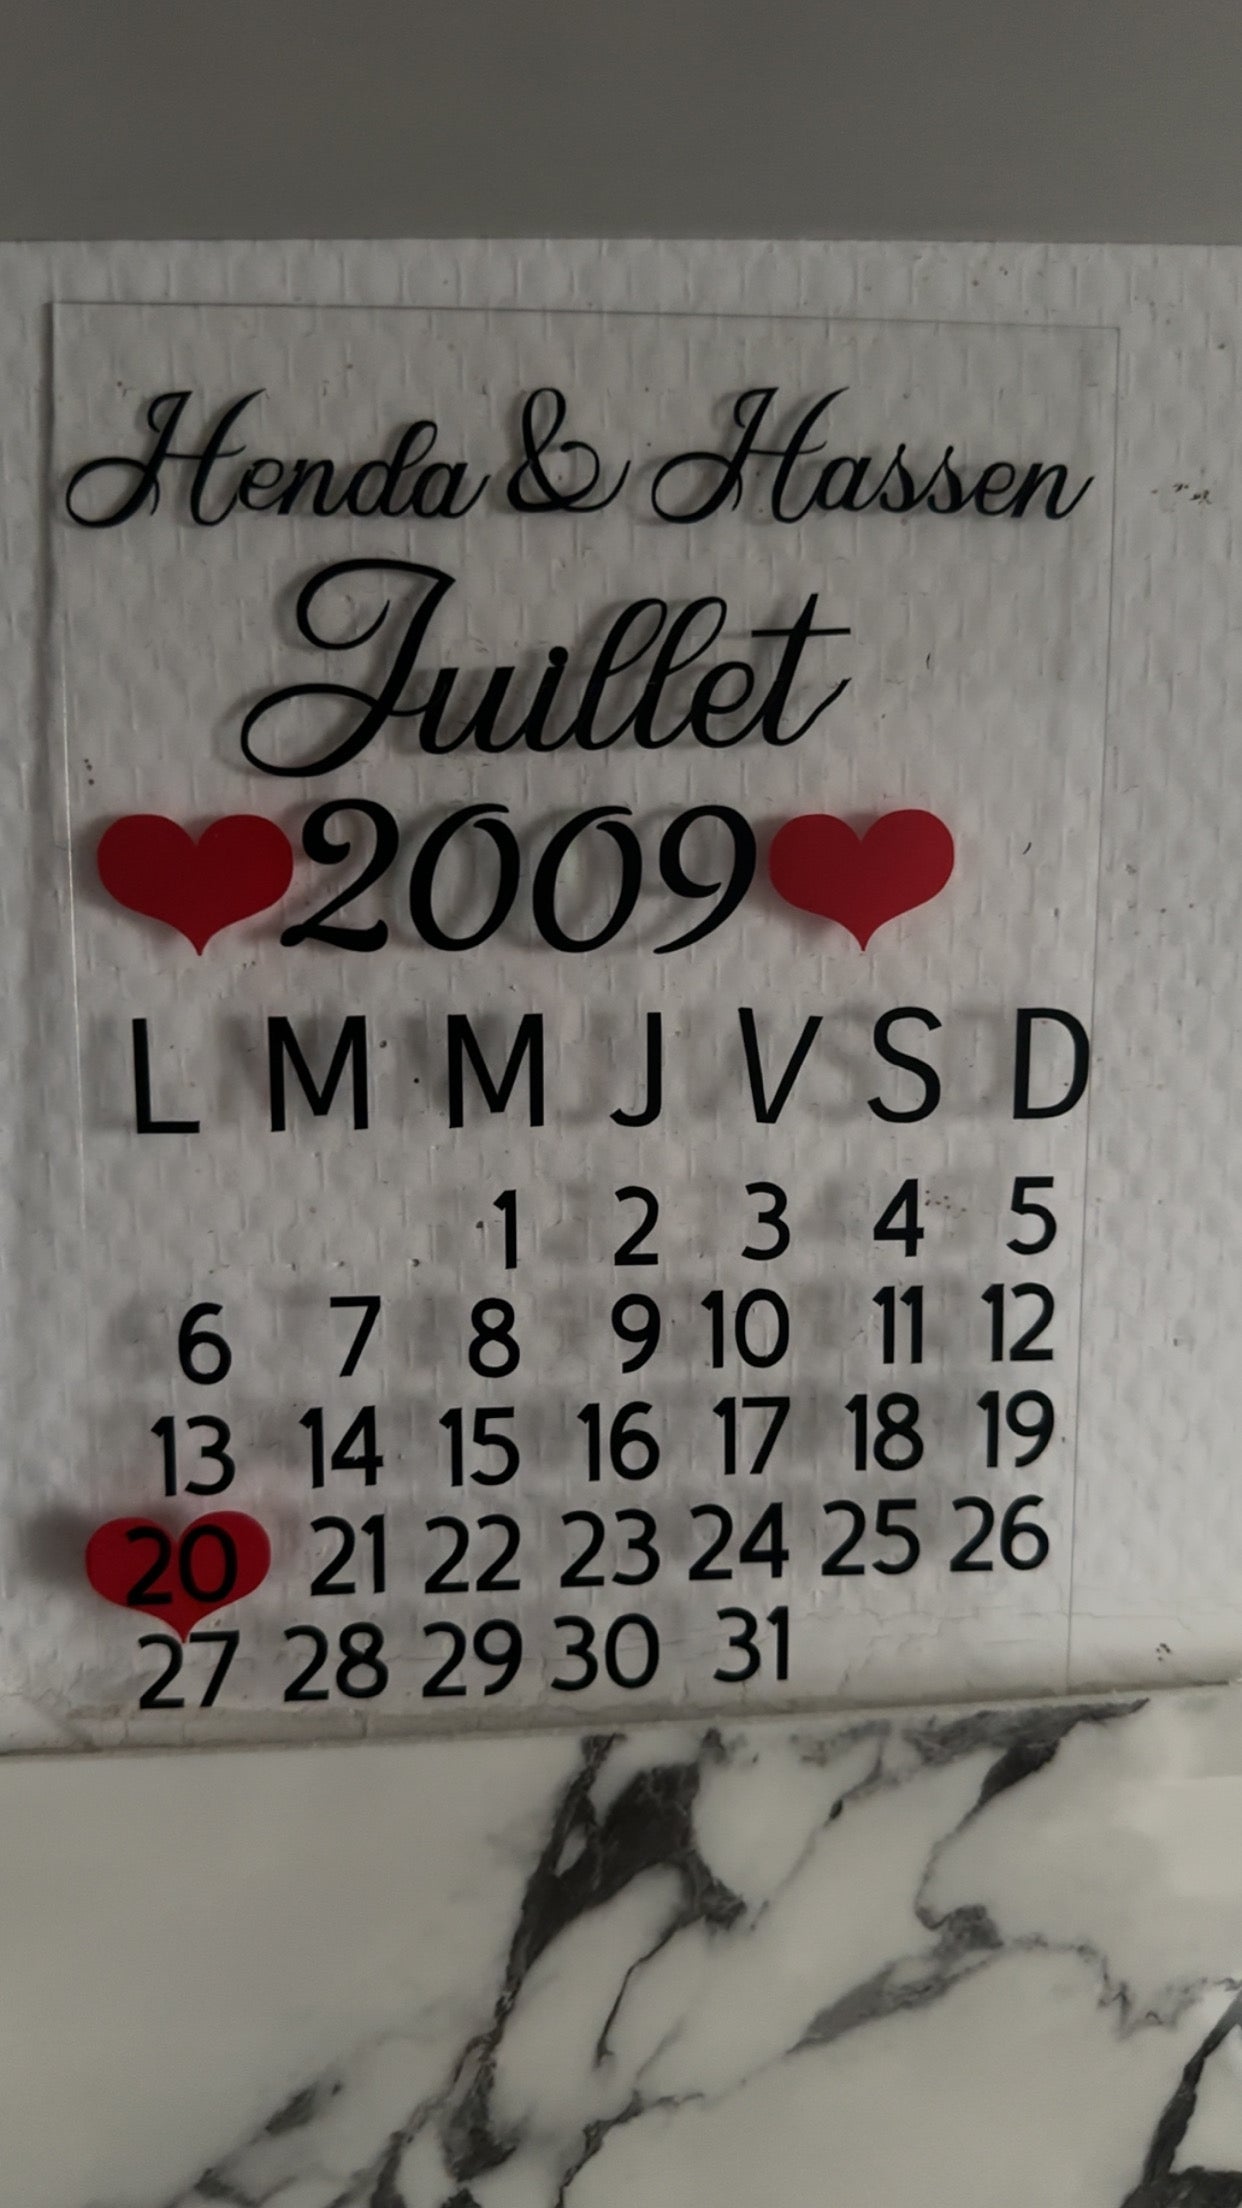 Henda & Hassen
Juillet
2009
L M M J V S D
1 2 3 4 5
6 7 8 9 10 11 12
13 14 15 16 17 18 19
20 21 22 23 24 25 26
27 28 29 30 31